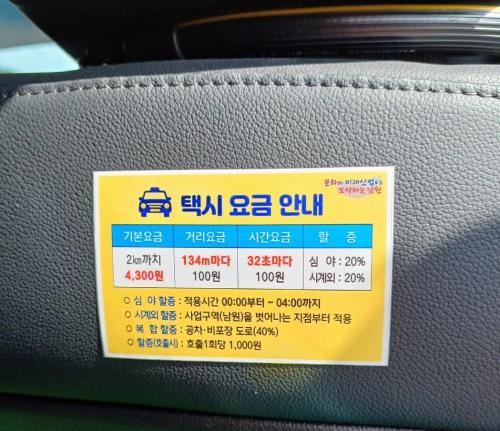 문화와 미래산업으로
도약하는 남원
택시 요금 안내
기본요금 거리요금 시간요금 할 증
2km까지 134m마다 32초마다 심 야 : 20%
4,300원 100원 100원 시계외 : 20%
○ 심 야 할증 : 적용시간 00:00부터 ~ 04:00까지
○ 시계외 할증 : 사업구역(남원)을 벗어나는 지점부터 적용
○ 복 합 할증 : 공차·비포장 도로(40%)
○ 할증(호출시) : 호출1회당 1,000원